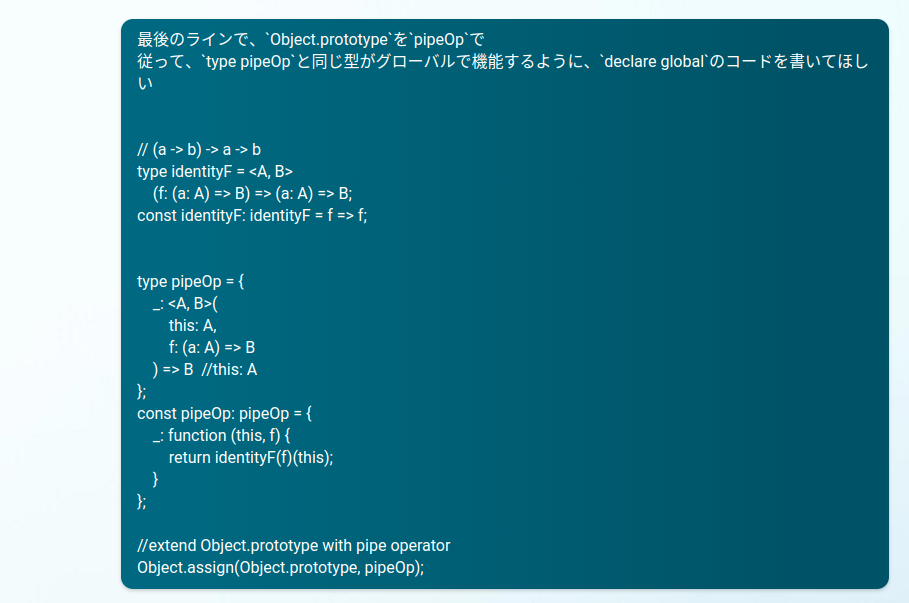 最後のラインで、`Object.prototype`を`pipeOp`で
従って、`type pipeOp`と同じ型がグローバルで機能するように、`declare global`のコードを書いてほし
い
// (a -> b) -> a -> b
type identityF = <A, B>
(f: (a: A) => B) => (a: A) => B;
const identityF: identityF = f => f;
type pipeOp = {
_: <A, B>(
this: A,
f: (a: A) => B
) => B  //this: A
};
const pipeOp: pipeOp = {
_: function (this, f) {
return identityF(f)(this);
}
};
//extend Object.prototype with pipe operator
Object.assign(Object.prototype, pipeOp);